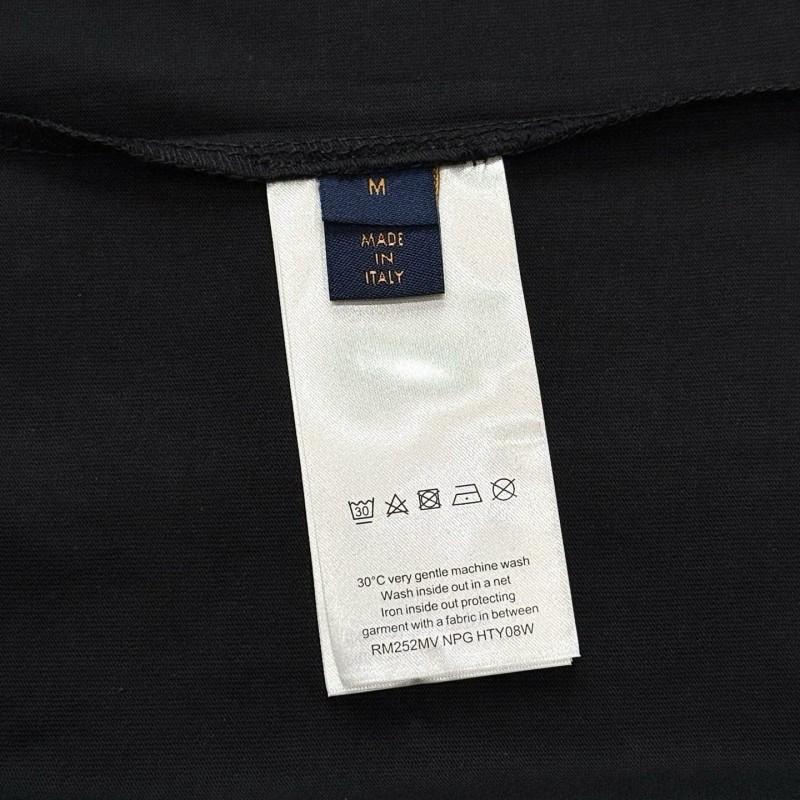 M
MADE
IN
ITALY
30
30°C very gentle machine wash
Wash inside out in a net
Iron inside out protecting
garment with a fabric in between
RM252MV NPG HTY08W